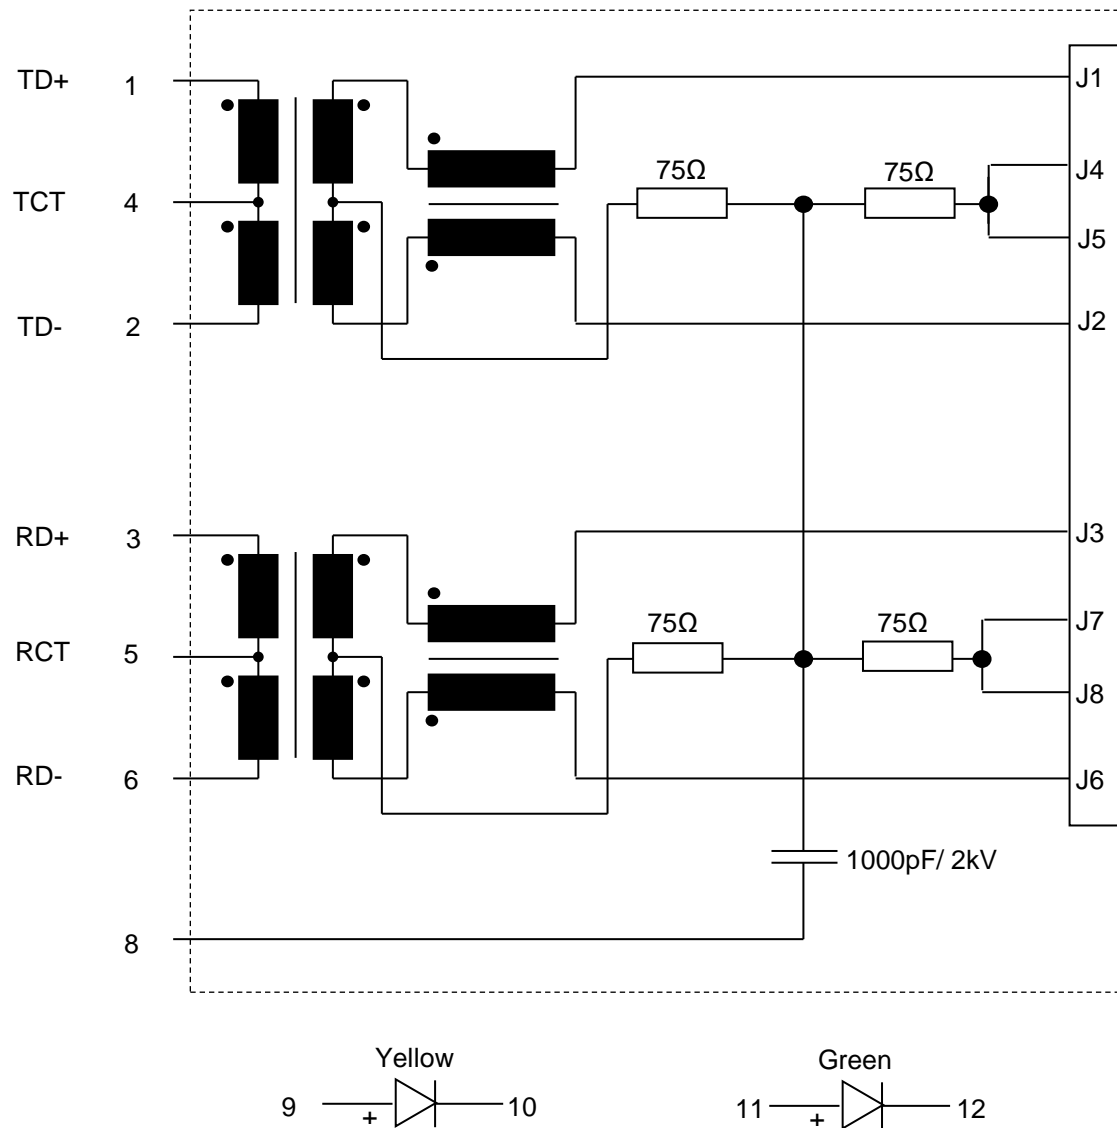 TD+ 1 J1
75Ω 75Ω J4
TCT 4
J5
TD- 2 J2
RD+ 3 J3
75Ω 75Ω J7
RCT 5
J8
RD- 6 J6
1000pF/ 2kV
8
Yellow Green
9 + 10 11 + 12